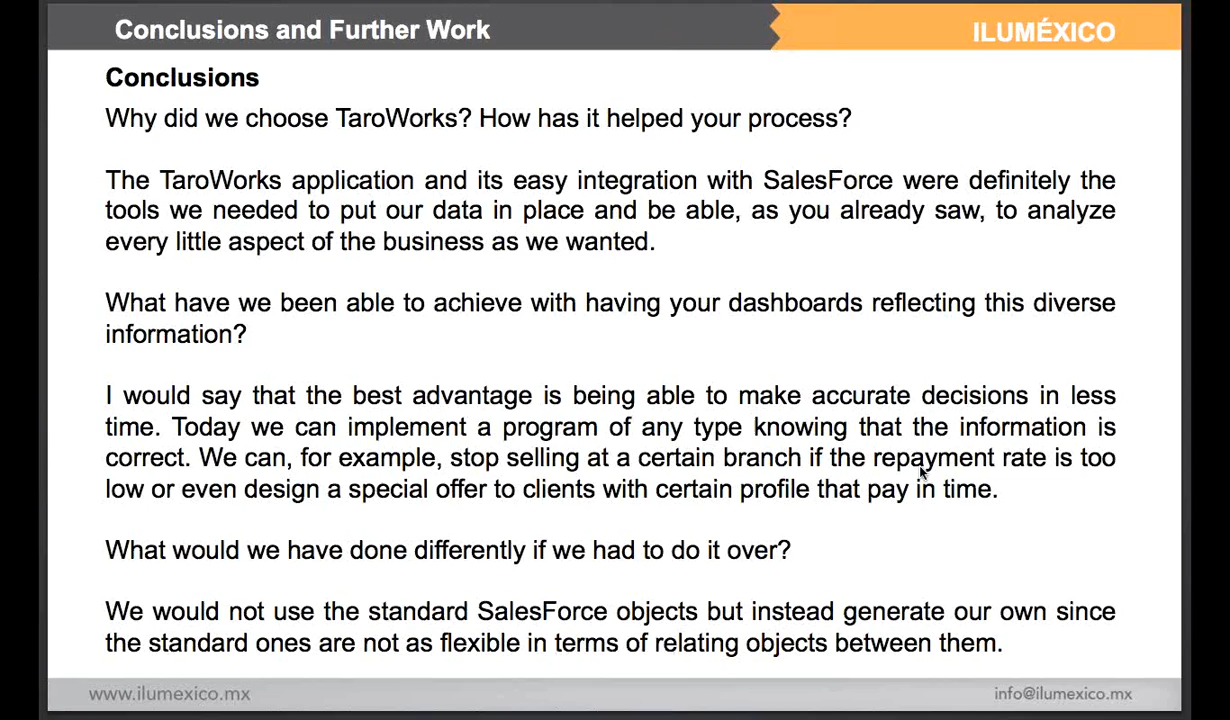 Conclusions and Further Work
ILUMÉXICO
Conclusions
Why did we choose TaroWorks? How has it helped your process?
The TaroWorks application and its easy integration with SalesForce were definitely the
tools we needed to put our data in place and be able, as you already saw, to analyze
every little aspect of the business as we wanted.
What have we been able to achieve with having your dashboards reflecting this diverse
information?
I would say that the best advantage is being able to make accurate decisions in less
time. Today we can implement a program of any type knowing that the information is
correct. We can, for example, stop selling at a certain branch if the repayment rate is too
low or even design a special offer to clients with certain profile that pay in time.
What would we have done differently if we had to do it over?
We would not use the standard SalesForce objects but instead generate our own since
the standard ones are not as flexible in terms of relating objects between them.
www.ilumexico.mx
info@ilumexico.mx